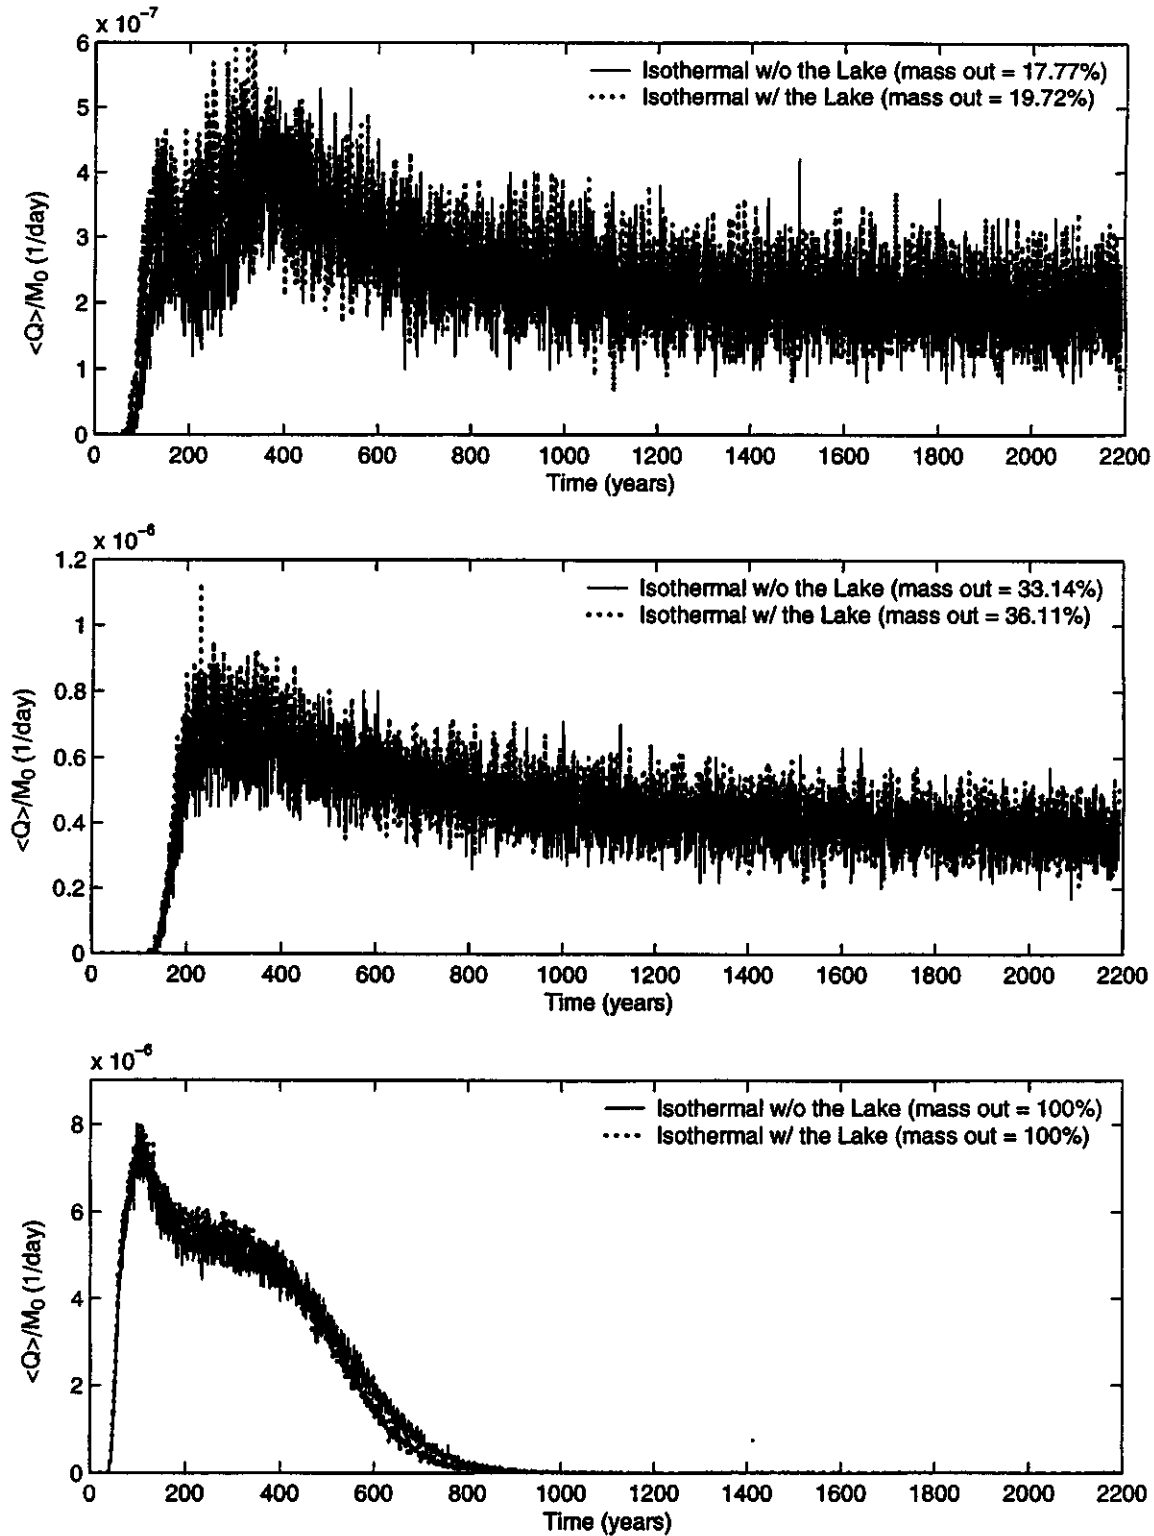 x 10⁻⁷
6
5
4
3
2
1
0
<Q>/M₀ (1/day)
Isothermal w/o the Lake (mass out = 17.77%)
Isothermal w/ the Lake (mass out = 19.72%)
0 200 400 600 800 1000 1200 1400 1600 1800 2000 2200
Time (years)
x 10⁻⁶
1.2
1
0.8
0.6
0.4
0.2
0
<Q>/M₀ (1/day)
Isothermal w/o the Lake (mass out = 33.14%)
Isothermal w/ the Lake (mass out = 36.11%)
0 200 400 600 800 1000 1200 1400 1600 1800 2000 2200
Time (years)
x 10⁻⁶
8
6
4
2
0
<Q>/M₀ (1/day)
Isothermal w/o the Lake (mass out = 100%)
Isothermal w/ the Lake (mass out = 100%)
0 200 400 600 800 1000 1200 1400 1600 1800 2000 2200
Time (years)